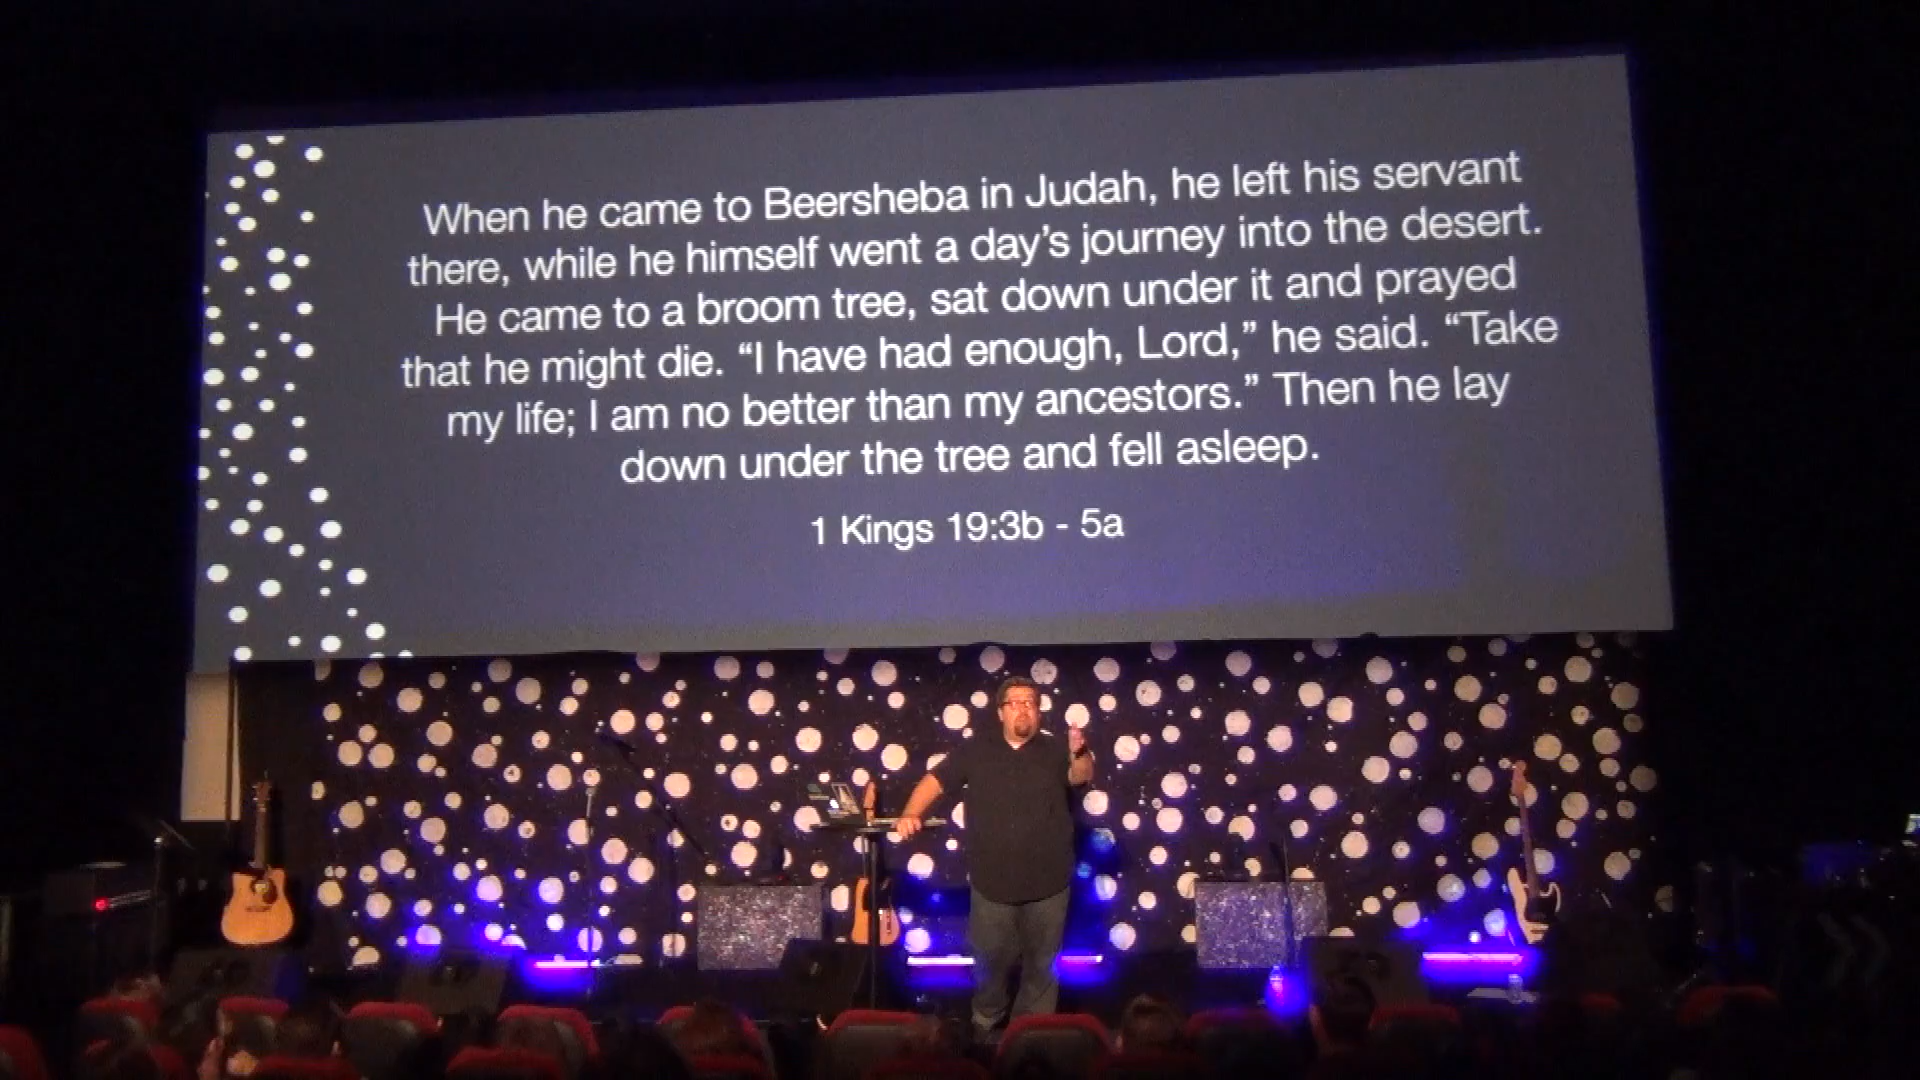 When he came to Beersheba in Judah, he left his servant
there, while he himself went a day’s journey into the desert.
He came to a broom tree, sat down under it and prayed
that he might die. “I have had enough, Lord,” he said. “Take
my life; I am no better than my ancestors.” Then he lay
down under the tree and fell asleep.
1 Kings 19:3b - 5a